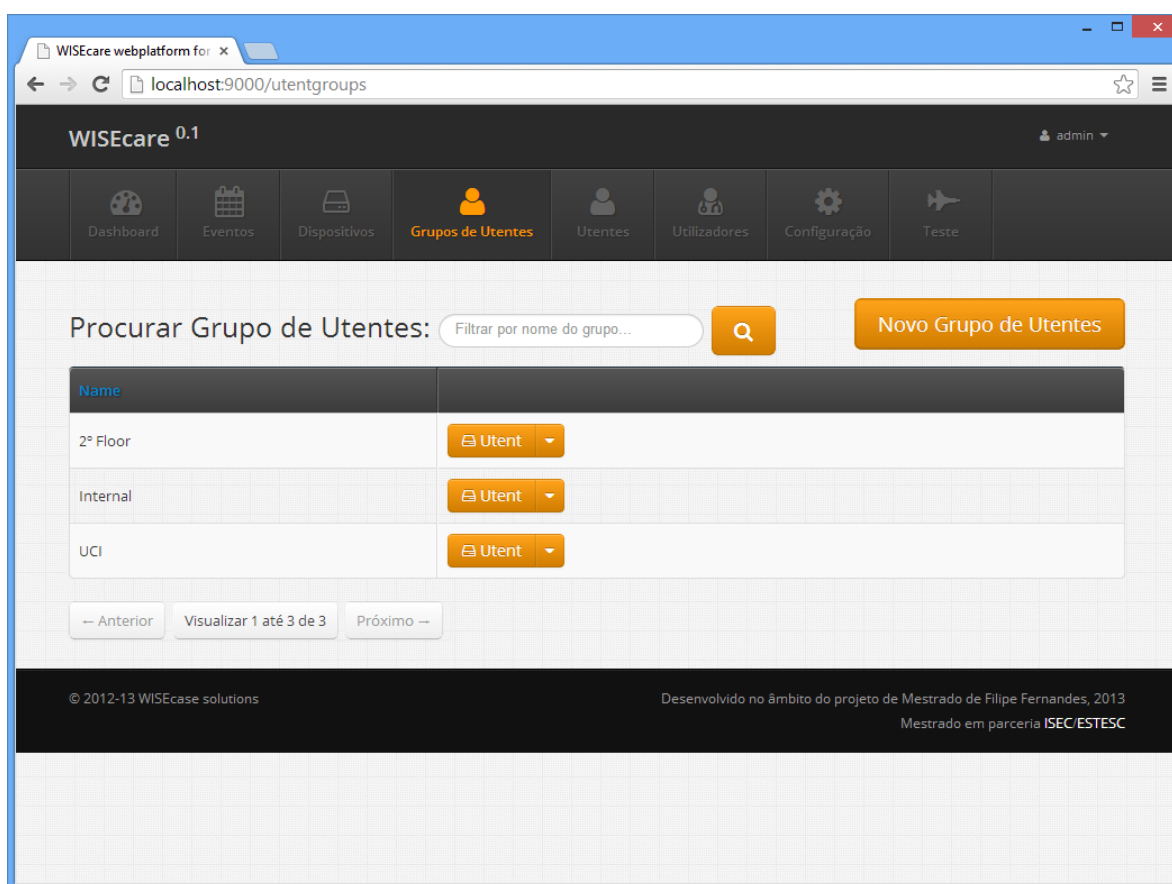 WISEcare webplatform for
localhost:9000/utentgroups
WISEcare 0.1
admin
Dashboard
Eventos
Dispositivos
Grupos de Utentes
Utentes
Utilizadores
Configuração
Teste
Procurar Grupo de Utentes:
Filtrar por nome do grupo...
Novo Grupo de Utentes
Name
2º Floor
Utent
Internal
Utent
UCI
Utent
← Anterior
Visualizar 1 até 3 de 3
Próximo →
© 2012-13 WISEcase solutions
Desenvolvido no âmbito do projeto de Mestrado de Filipe Fernandes, 2013
Mestrado em parceria ISEC/ESTESC